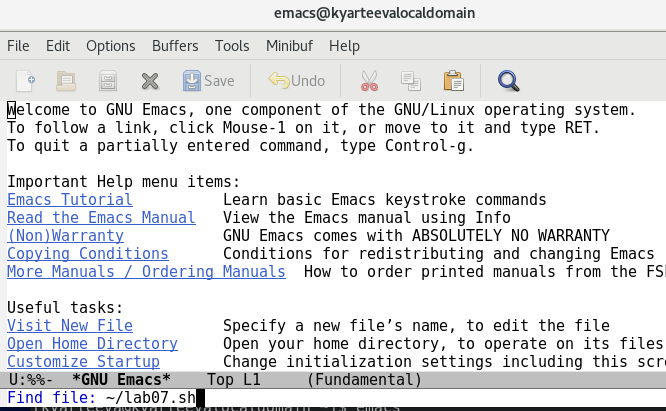 emacs@kyarteevalocaldomain
File Edit Options Buffers Tools Minibuf Help
Save Undo
Welcome to GNU Emacs, one component of the GNU/Linux operating system.
To follow a link, click Mouse-1 on it, or move to it and type RET.
To quit a partially entered command, type Control-g.
Important Help menu items:
Emacs Tutorial Learn basic Emacs keystroke commands
Read the Emacs Manual View the Emacs manual using Info
(Non)Warranty GNU Emacs comes with ABSOLUTELY NO WARRANTY
Copying Conditions Conditions for redistributing and changing Emacs
More Manuals / Ordering Manuals How to order printed manuals from the FSF
Useful tasks:
Visit New File Specify a new file’s name, to edit the file
Open Home Directory Open your home directory, to operate on its files
Customize Startup Change initialization settings including this scre
U:%%- *GNU Emacs* Top L1 (Fundamental)
Find file: ~/lab07.sh
[kyarteeva@kyarteevalocaldomain ~]$ emacs